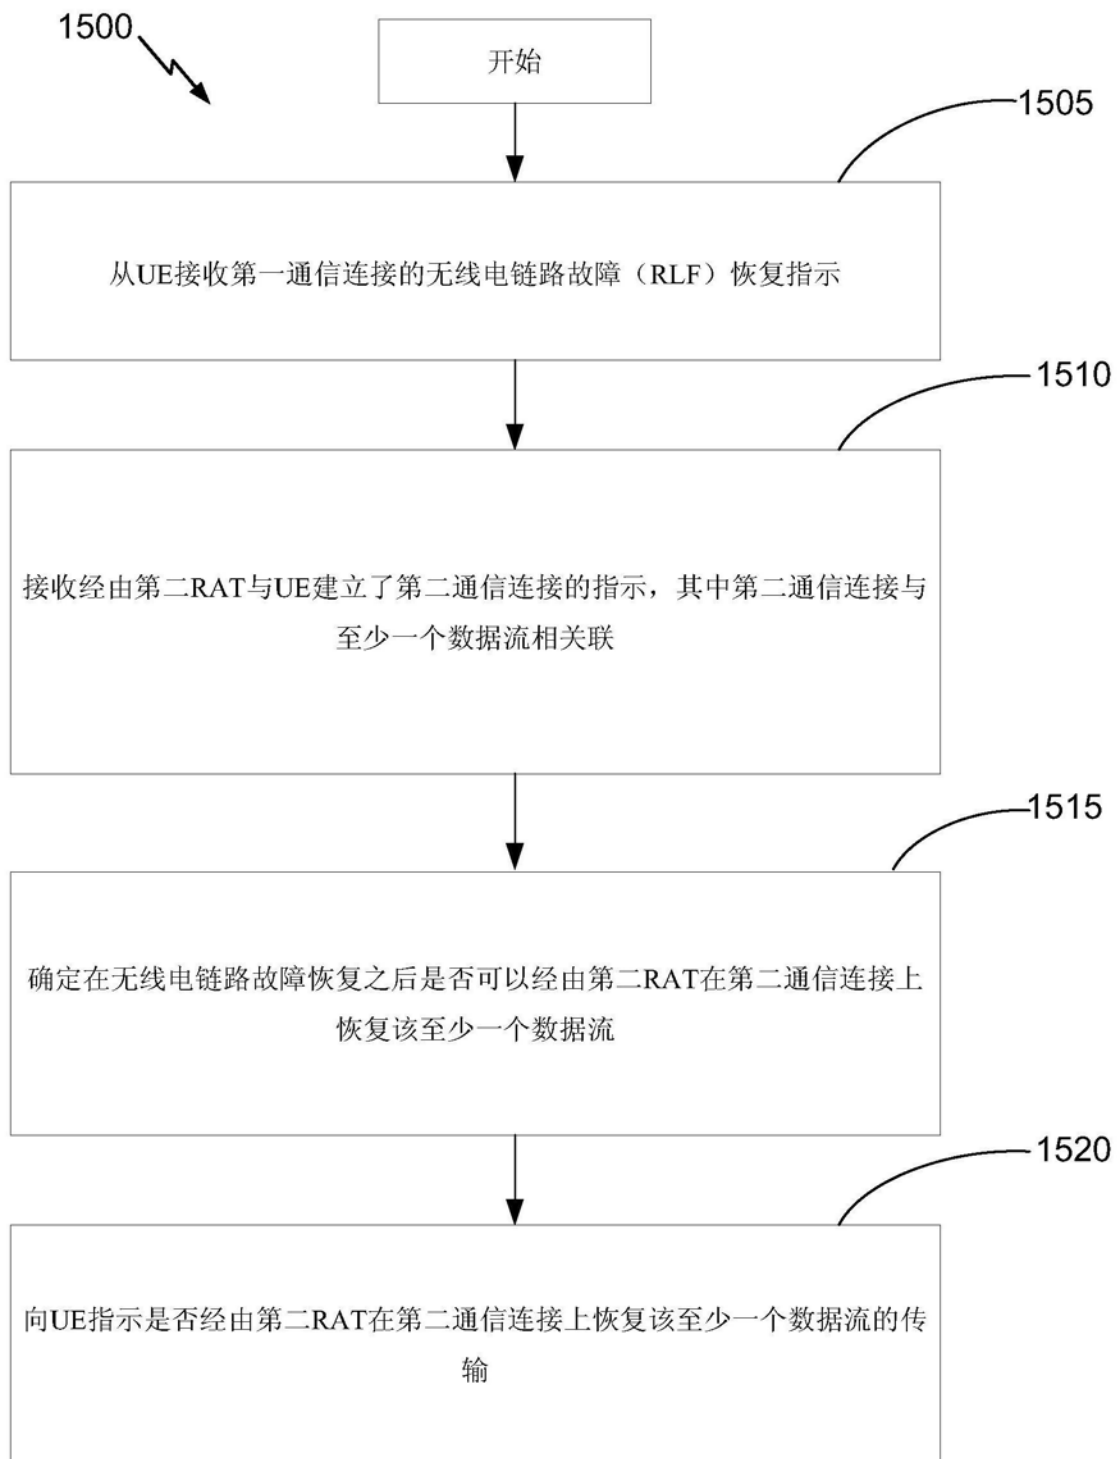 1500
开始
1505
从UE接收第一通信连接的无线电链路故障（RLF）恢复指示
1510
接收经由第二RAT与UE建立了第二通信连接的指示，其中第二通信连接与
至少一个数据流相关联
1515
确定在无线电链路故障恢复之后是否可以经由第二RAT在第二通信连接上
恢复该至少一个数据流
1520
向UE指示是否经由第二RAT在第二通信连接上恢复该至少一个数据流的传
输